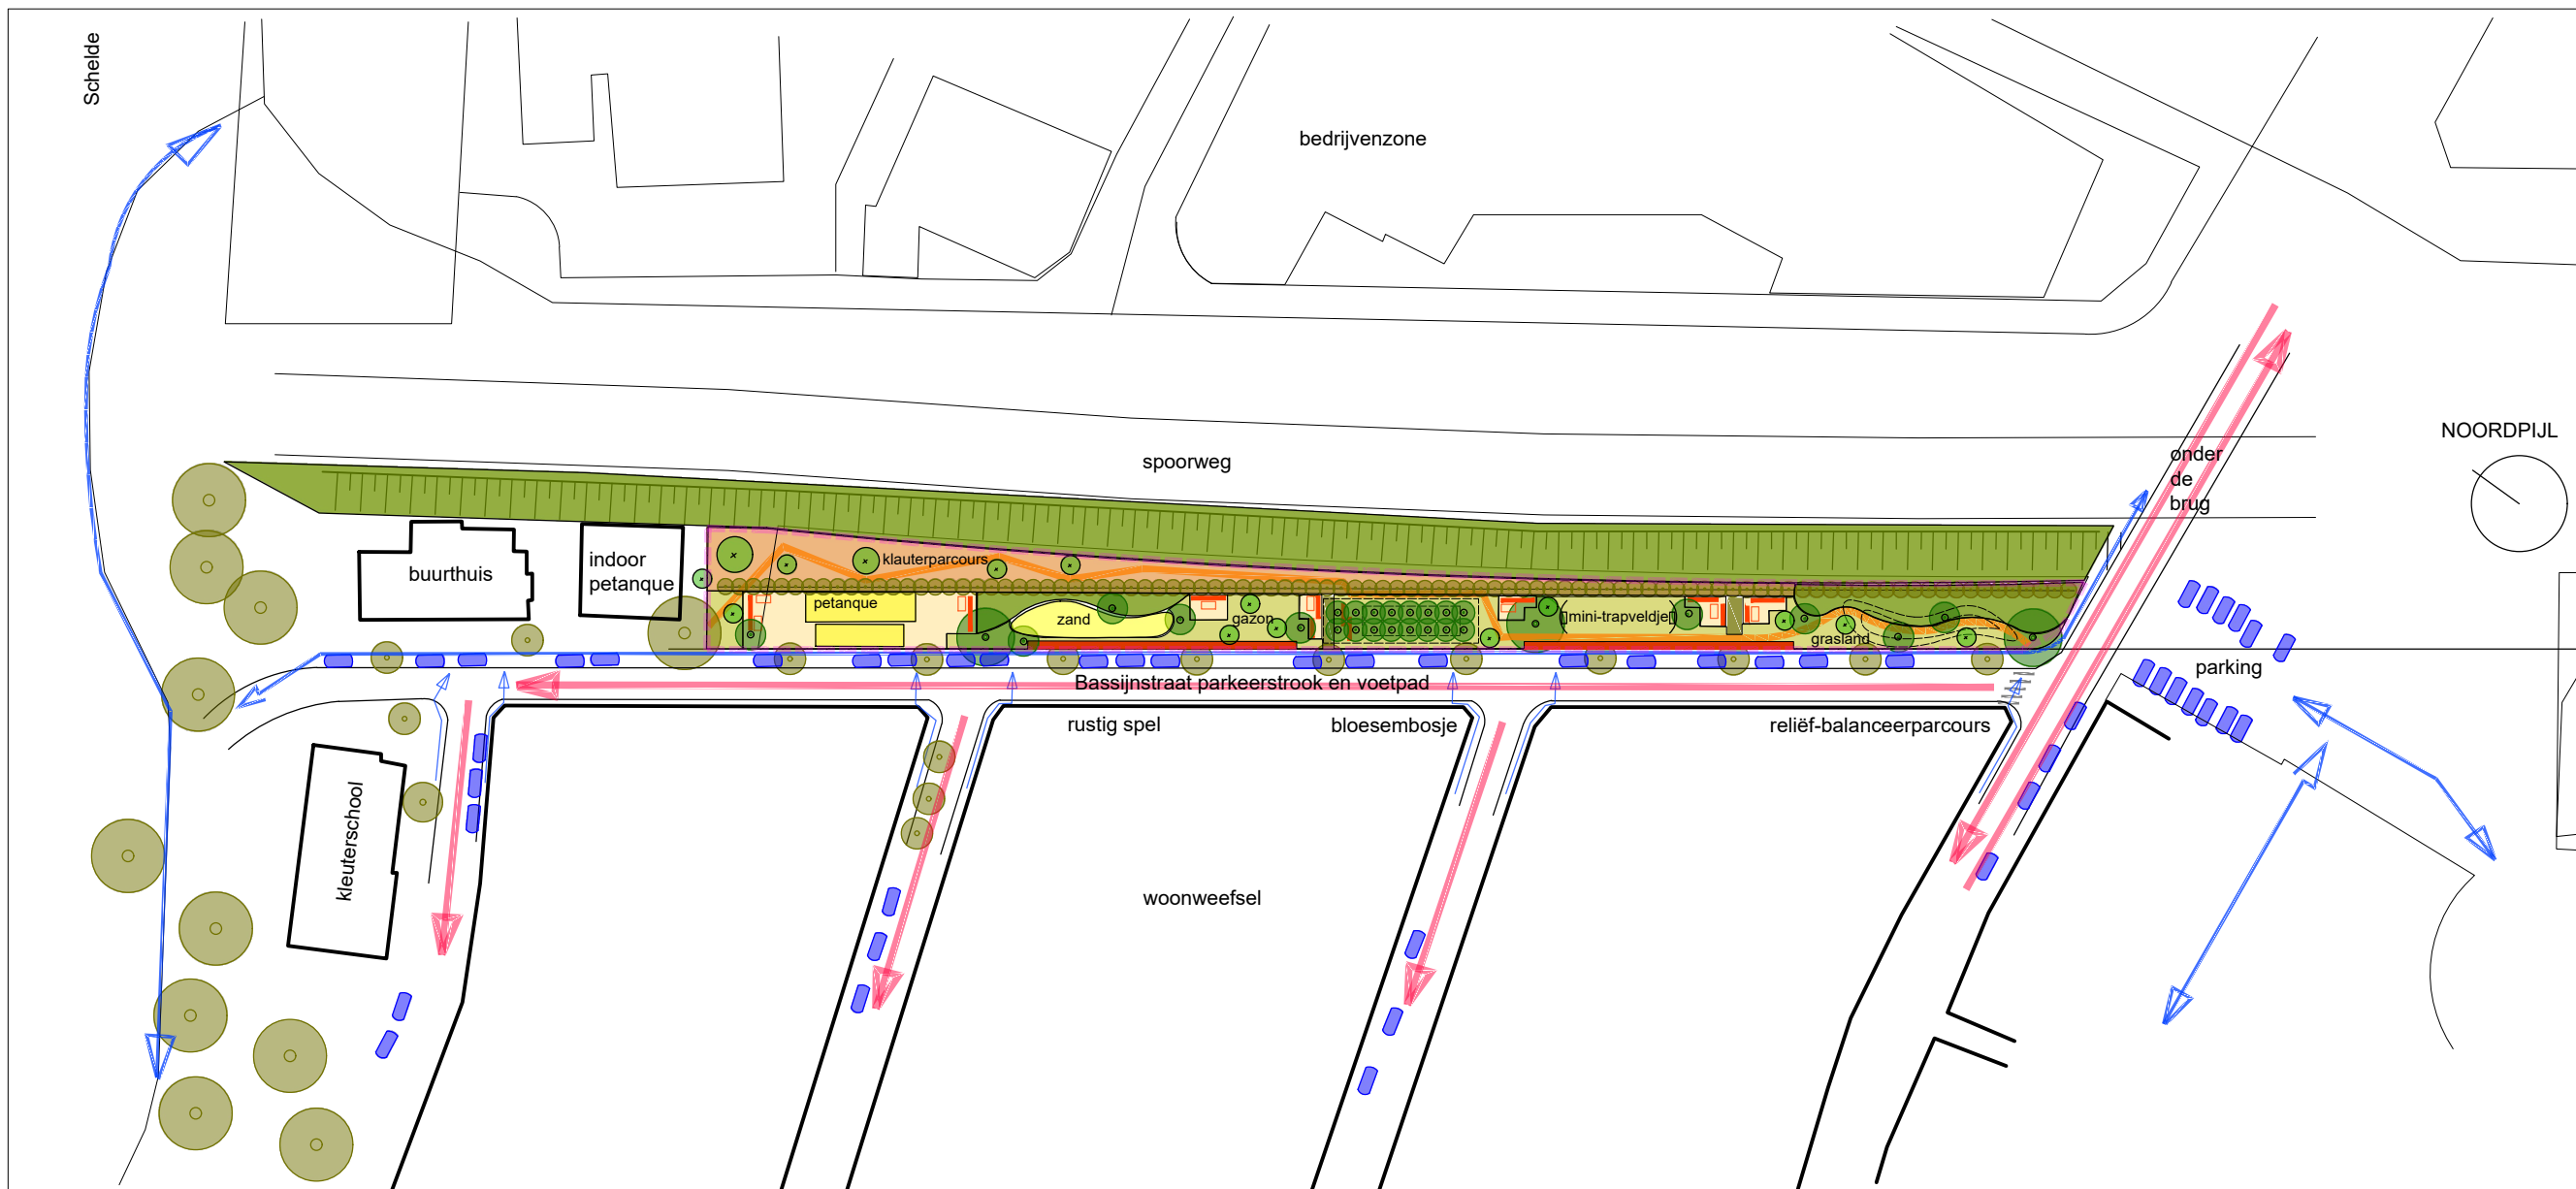 Schelde
bedrijvenzone
NOORDPIJL
spoorweg
onder
de
brug
klauterparcours
indoor
petanque
buurthuis
petanque
zand
gazon
mini-trapveldje
grasland
parking
Bassijnstraat parkeerstrook en voetpad
rustig spel
bloesembosje
reliëf-balanceerparcours
kleuterschool
woonweefsel